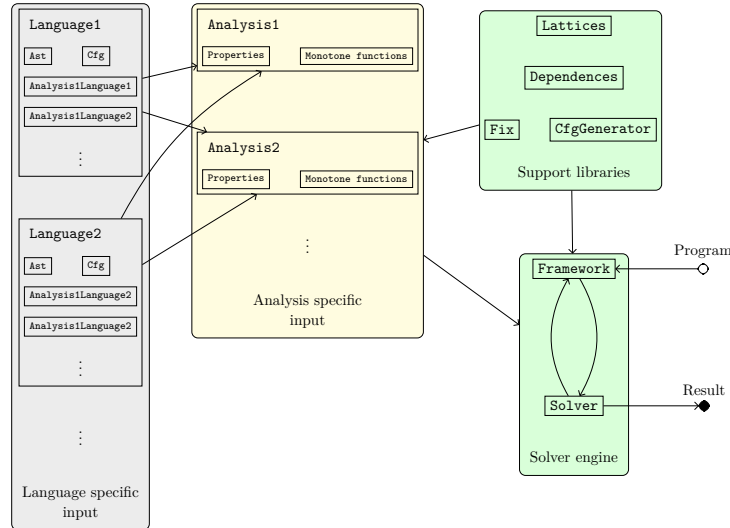 Language1
Ast
Cfg
Analysis1Language1
Analysis1Language2
⋮
Language2
Ast
Cfg
Analysis1Language2
Analysis1Language2
⋮
⋮
Language specific
input
Analysis1
Properties
Monotone functions
Analysis2
Properties
Monotone functions
⋮
Analysis specific
input
Lattices
Dependences
Fix
CfgGenerator
Support libraries
Framework
Solver
Solver engine
Program
Result